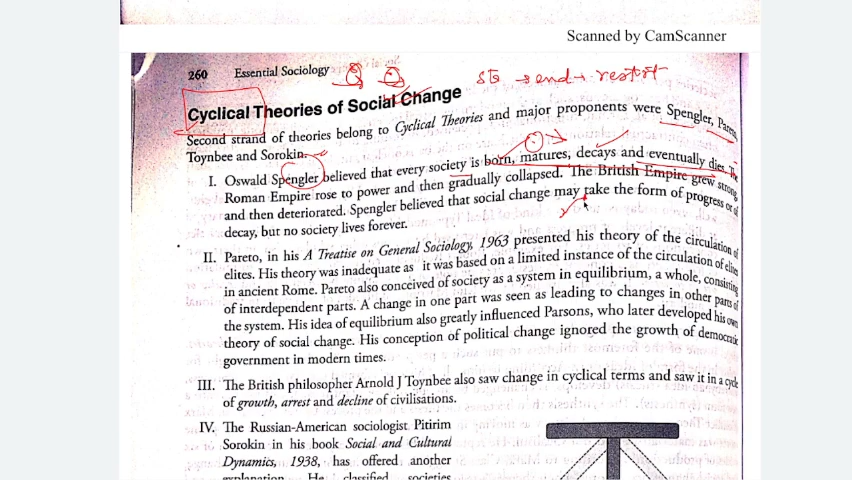 Scanned by CamScanner
260 Essential Sociology
sts → end → restart
Cyclical Theories of Social Change
Second strand of theories belong to Cyclical Theories and major proponents were Spengler, Pareto,
Toynbee and Sorokin.
I. Oswald Spengler believed that every society is born, matures, decays and eventually dies. The
Roman Empire rose to power and then gradually collapsed. The British Empire grew strong
and then deteriorated. Spengler believed that social change may take the form of progress or of
decay, but no society lives forever.
II. Pareto, in his A Treatise on General Sociology, 1963 presented his theory of the circulation of
elites. His theory was inadequate as it was based on a limited instance of the circulation of elites
in ancient Rome. Pareto also conceived of society as a system in equilibrium, a whole, consisting
of interdependent parts. A change in one part was seen as leading to changes in other parts of
the system. His idea of equilibrium also greatly influenced Parsons, who later developed his own
theory of social change. His conception of political change ignored the growth of democratic
government in modern times.
III. The British philosopher Arnold J Toynbee also saw change in cyclical terms and saw it in a cycle
of growth, arrest and decline of civilisations.
IV. The Russian-American sociologist Pitirim
Sorokin in his book Social and Cultural
Dynamics, 1938, has offered another
explanation. He classified societies